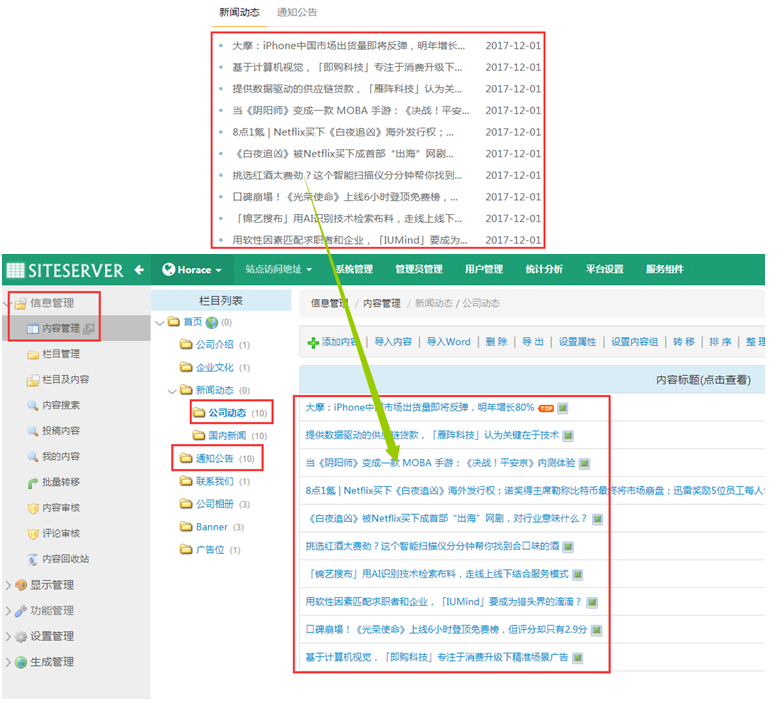 新闻动态 通知公告
大摩：iPhone中国市场出货量即将反弹，明年增长... 2017-12-01
基于计算机视觉，「即购科技」专注于消费升级下... 2017-12-01
提供数据驱动的供应链贷款，「雁阵科技」认为关... 2017-12-01
当《阴阳师》变成一款 MOBA 手游：《决战！平安... 2017-12-01
8点1氪 | Netflix买下《白夜追凶》海外发行权；... 2017-12-01
《白夜追凶》被Netflix买下成首部“出海”网剧... 2017-12-01
挑选红酒太费劲？这个智能扫描仪分分钟帮你找到... 2017-12-01
口碑崩塌！《光荣使命》上线6小时登顶免费榜，... 2017-12-01
「锦艺搜布」用AI识别技术检索布料，走线上线下... 2017-12-01
用软性因素匹配求职者和企业，「IUMind」要成为... 2017-12-01
SITESERVER Horace 站点访问地址 系统管理 管理员管理 用户管理 统计分析 平台设置 服务组件
信息管理
内容管理
栏目管理
栏目及内容
内容搜索
投稿内容
我的内容
批量转移
内容审核
评论审核
内容回收站
显示管理
功能管理
设置管理
生成管理
栏目列表
首页 (0)
公司介绍 (1)
企业文化 (1)
新闻动态 (0)
公司动态 (10)
国内新闻 (10)
通知公告 (10)
联系我们 (1)
公司相册 (3)
Banner (3)
广告位 (1)
信息管理 / 内容管理 / 新闻动态 / 公司动态
添加内容 | 导入内容 | 导入Word | 删 除 | 导 出 | 设置属性 | 设置内容组 | 转 移 | 排 序 | 整 理
内容标题(点击查看)
大摩：iPhone中国市场出货量即将反弹，明年增长80% TOP
提供数据驱动的供应链贷款，「雁阵科技」认为关键在于技术
当《阴阳师》变成一款 MOBA 手游：《决战！平安京》内测体验
8点1氪 | Netflix买下《白夜追凶》海外发行权；诺奖得主席勒称比特币最终将市场崩盘；迅雷奖励5位员工每人
《白夜追凶》被Netflix买下成首部“出海”网剧，对行业意味什么？
挑选红酒太费劲？这个智能扫描仪分分钟帮你找到合口味的酒
「锦艺搜布」用AI识别技术检索布料，走线上线下结合服务模式
用软性因素匹配求职者和企业，「IUMind」要成为猎头界的滴滴？
口碑崩塌！《光荣使命》上线6小时登顶免费榜，但评分却只有2.9分
基于计算机视觉，「即购科技」专注于消费升级下精准场景广告